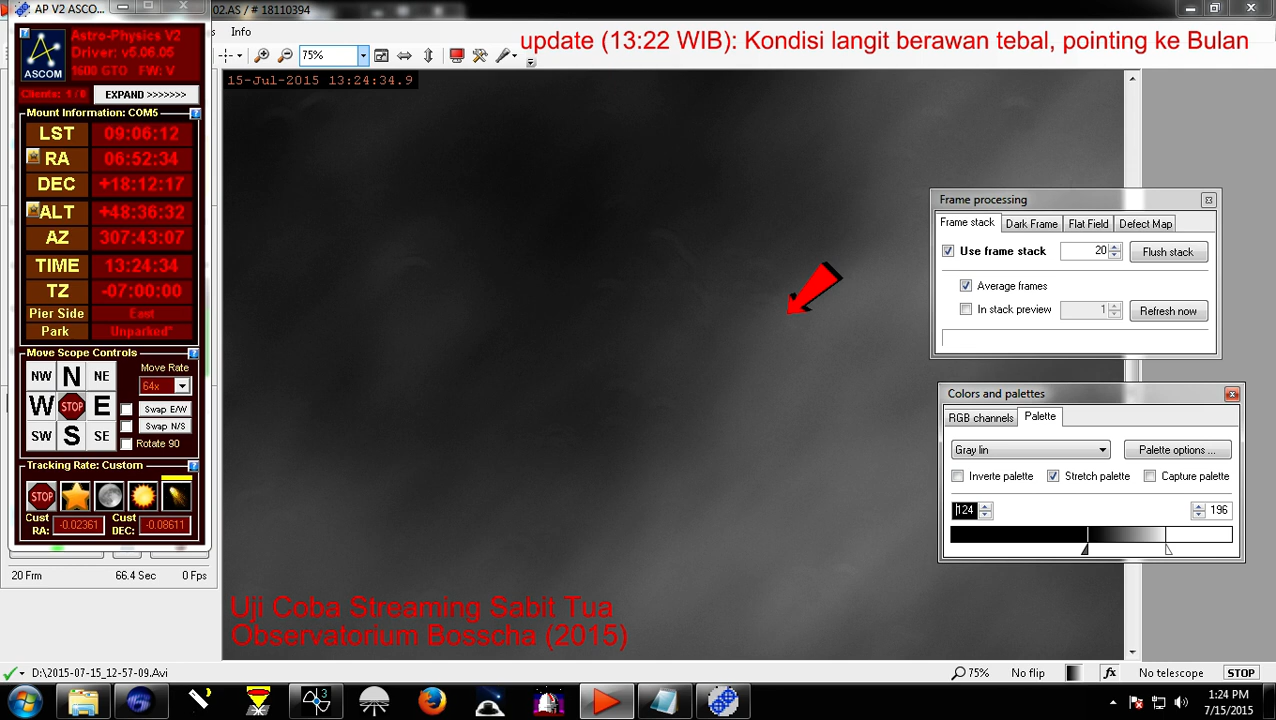 AP V2 ASCO...
02.AS / # 18110394
Astro-Physics V2
Driver: v5.06.05
1600 GTO FW: V
ASCOM
Clients: 1 / 0
EXPAND >>>>>>>
Info
75%
update (13:22 WIB): Kondisi langit berawan tebal, pointing ke Bulan
15-Jul-2015 13:24:34.9
Mount Information: COM5
LST 09:06:12
RA 06:52:34
DEC +18:12:17
ALT +48:36:32
AZ 307:43:07
TIME 13:24:34
TZ -07:00:00
Pier Side East
Park Unparked"
Move Scope Controls
NW N NE
W STOP E
SW S SE
Move Rate
64x
Swap E/W
Swap N/S
Rotate 90
Tracking Rate: Custom
STOP
Cust RA: -0.02361
Cust DEC: -0.08611
20 Frm 66.4 Sec 0 Fps
Frame processing
Frame stack Dark Frame Flat Field Defect Map
Use frame stack 20 Flush stack
Average frames
In stack preview 1 Refresh now
Colors and palettes
RGB channels Palette
Gray lin Palette options ...
Inverte palette Stretch palette Capture palette
124 196
Uji Coba Streaming Sabit Tua
Observatorium Bosscha (2015)
D:\2015-07-15_12-57-09.Avi
75% No flip fx No telescope STOP
1:24 PM
7/15/2015